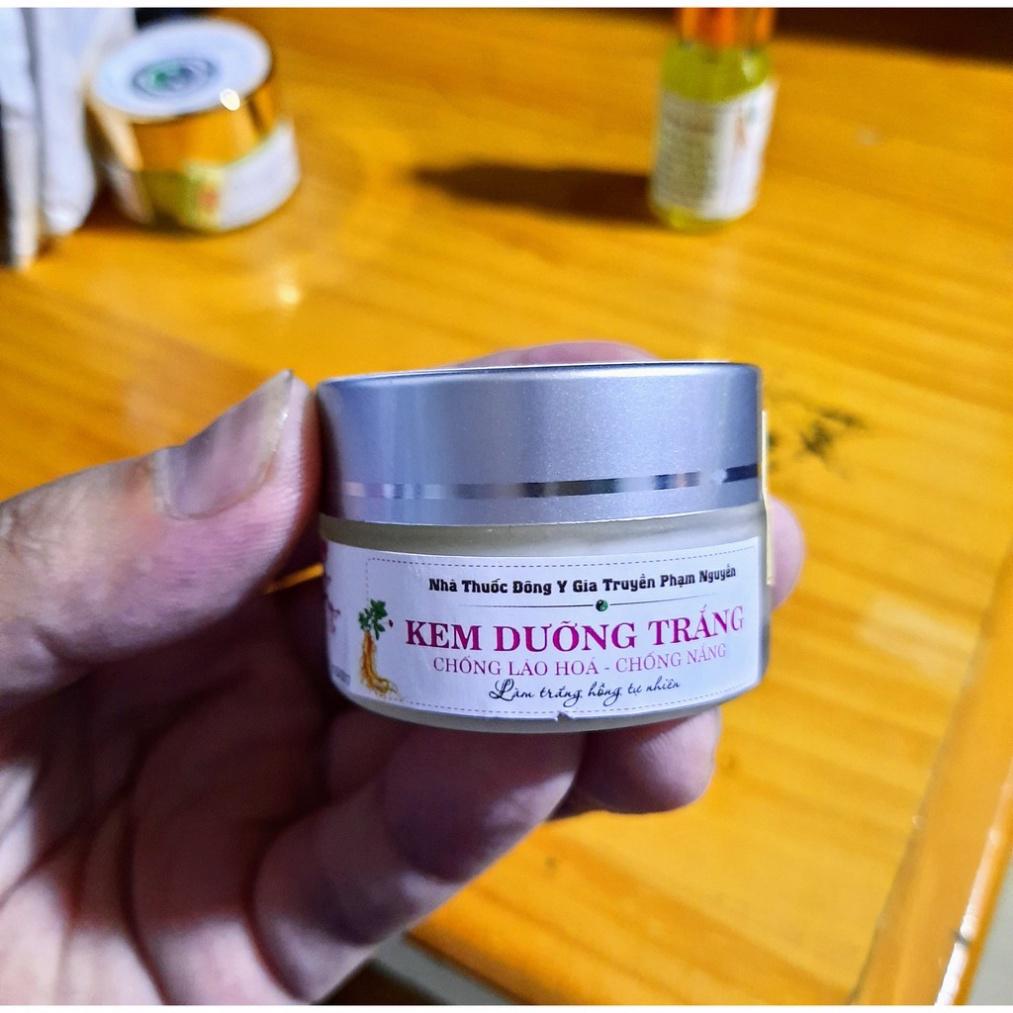 Nhà Thuốc Đông Y Gia Truyền Phạm Nguyên
KEM DƯỠNG TRẮNG
CHỐNG LÃO HOÁ - CHỐNG NẮNG
Làm trắng hồng tự nhiên